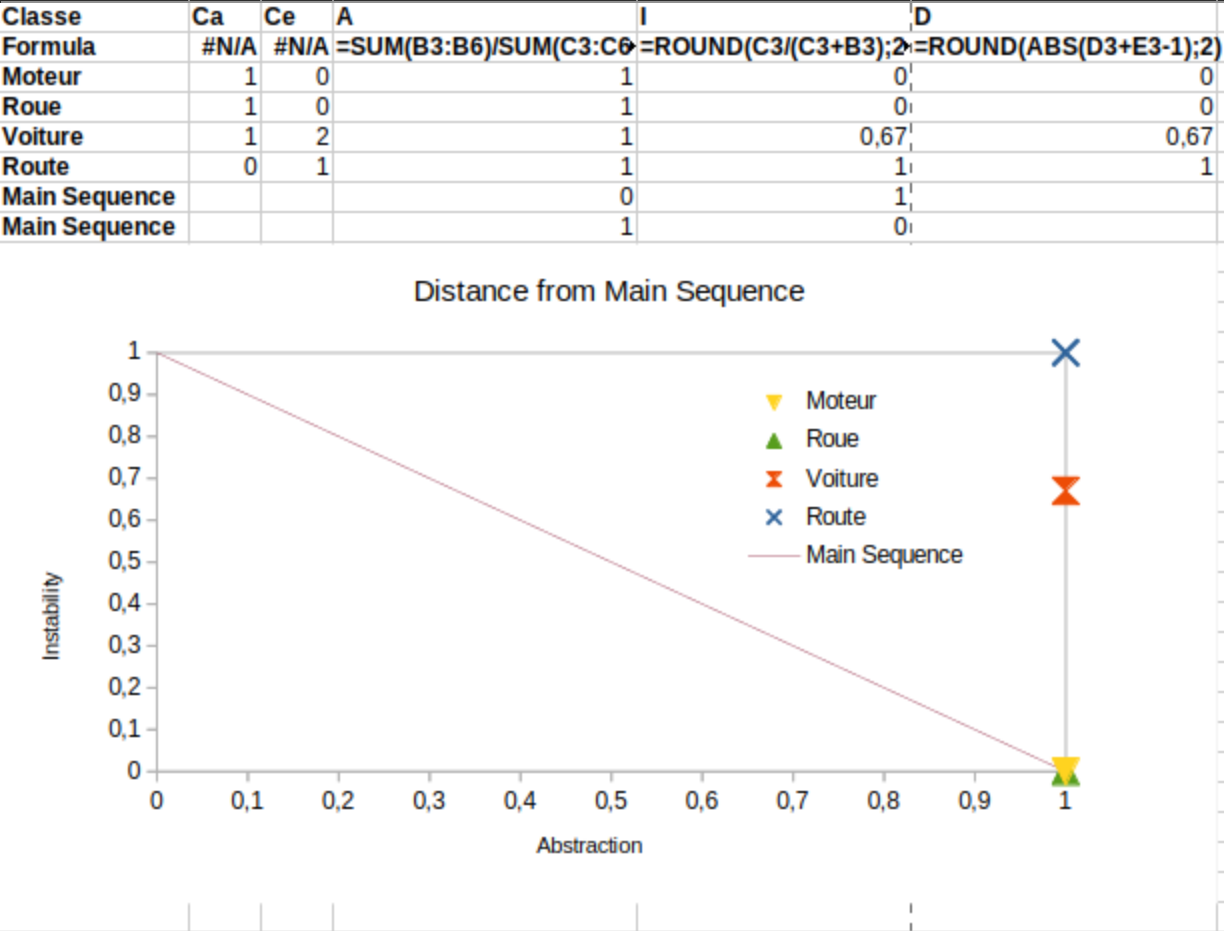 Classe Ca Ce A I D
Formula #N/A #N/A =SUM(B3:B6)/SUM(C3:C6 =ROUND(C3/(C3+B3);2 =ROUND(ABS(D3+E3-1);2)
Moteur 1 0 1 0 0
Roue 1 0 1 0 0
Voiture 1 2 1 0,67 0,67
Route 0 1 1 1 1
Main Sequence 0 1
Main Sequence 1 0
Distance from Main Sequence
1
0,9
0,8
0,7
0,6
0,5
0,4
0,3
0,2
0,1
0
Instability
Moteur
Roue
Voiture
Route
Main Sequence
0 0,1 0,2 0,3 0,4 0,5 0,6 0,7 0,8 0,9 1
Abstraction